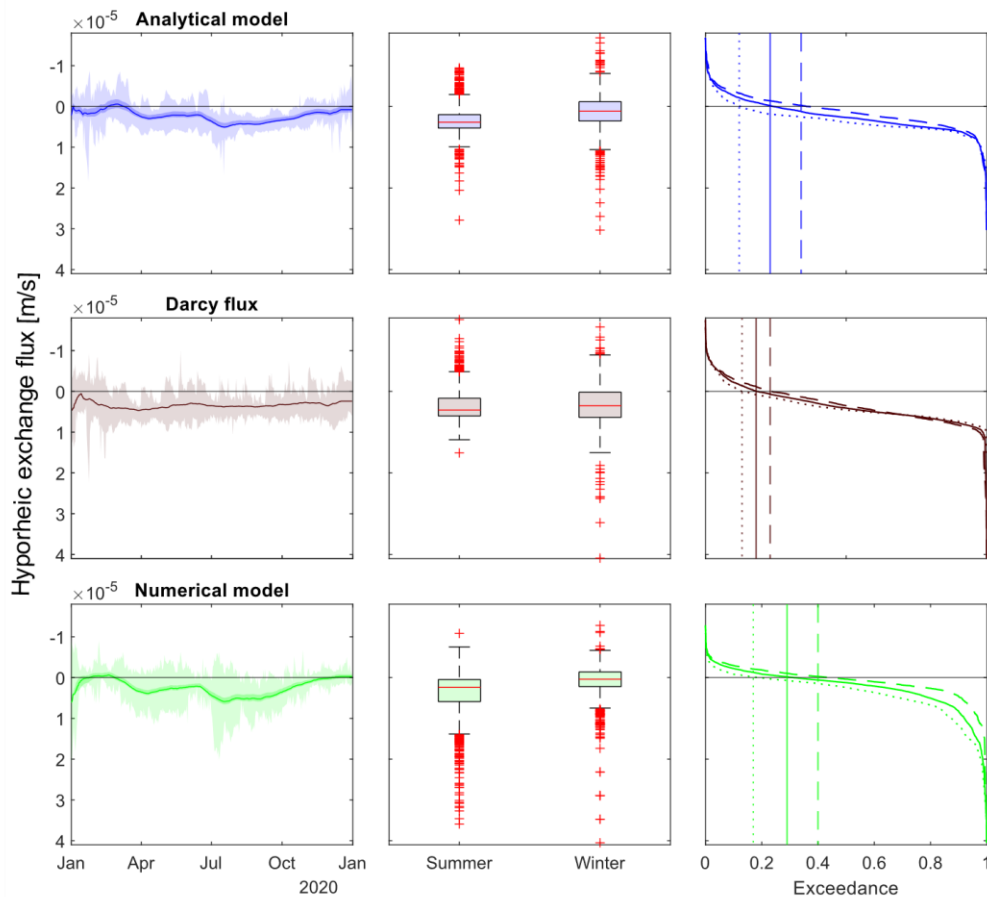 Analytical model
×10⁻⁵
-1
0
1
2
3
4
Darcy flux
×10⁻⁵
-1
0
1
2
3
4
Hyporheic exchange flux [m/s]
Numerical model
×10⁻⁵
-1
0
1
2
3
4
Jan Apr Jul Oct Jan
2020
Summer Winter
0 0.2 0.4 0.6 0.8 1
Exceedance